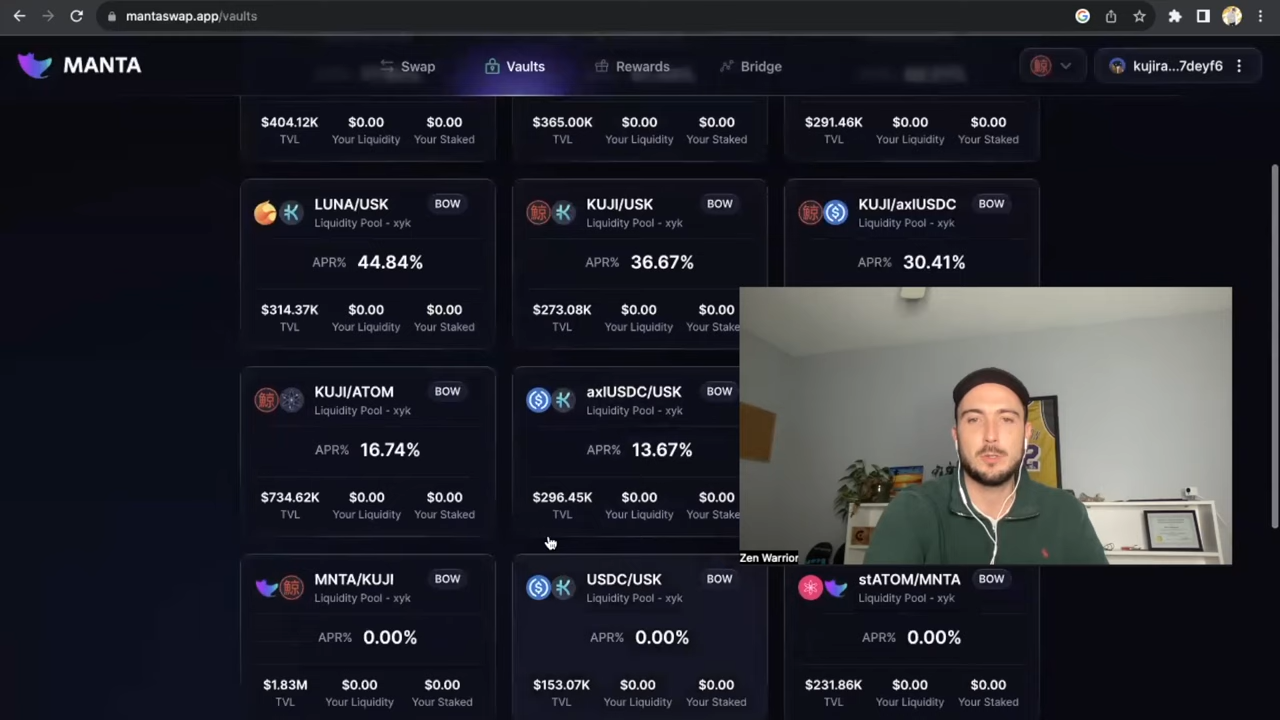 mantaswap.app/vaults
MANTA
Swap
Vaults
Rewards
Bridge
kujira...7deyf6
$404.12K $0.00 $0.00
TVL Your Liquidity Your Staked
$365.00K $0.00 $0.00
TVL Your Liquidity Your Staked
$291.46K $0.00 $0.00
TVL Your Liquidity Your Staked
LUNA/USK BOW
Liquidity Pool - xyk
APR% 44.84%
$314.37K $0.00 $0.00
TVL Your Liquidity Your Staked
KUJI/USK BOW
Liquidity Pool - xyk
APR% 36.67%
$273.08K $0.00 $0.00
TVL Your Liquidity Your Stake
KUJI/axlUSDC BOW
Liquidity Pool - xyk
APR% 30.41%
KUJI/ATOM BOW
Liquidity Pool - xyk
APR% 16.74%
$734.62K $0.00 $0.00
TVL Your Liquidity Your Staked
axlUSDC/USK BOW
Liquidity Pool - xyk
APR% 13.67%
$296.45K $0.00 $0.00
TVL Your Liquidity Your Stake
Zen Warrior
MNTA/KUJI BOW
Liquidity Pool - xyk
APR% 0.00%
$1.83M $0.00 $0.00
TVL Your Liquidity Your Staked
USDC/USK BOW
Liquidity Pool - xyk
APR% 0.00%
$153.07K $0.00 $0.00
TVL Your Liquidity Your Staked
stATOM/MNTA BOW
Liquidity Pool - xyk
APR% 0.00%
$231.86K $0.00 $0.00
TVL Your Liquidity Your Staked